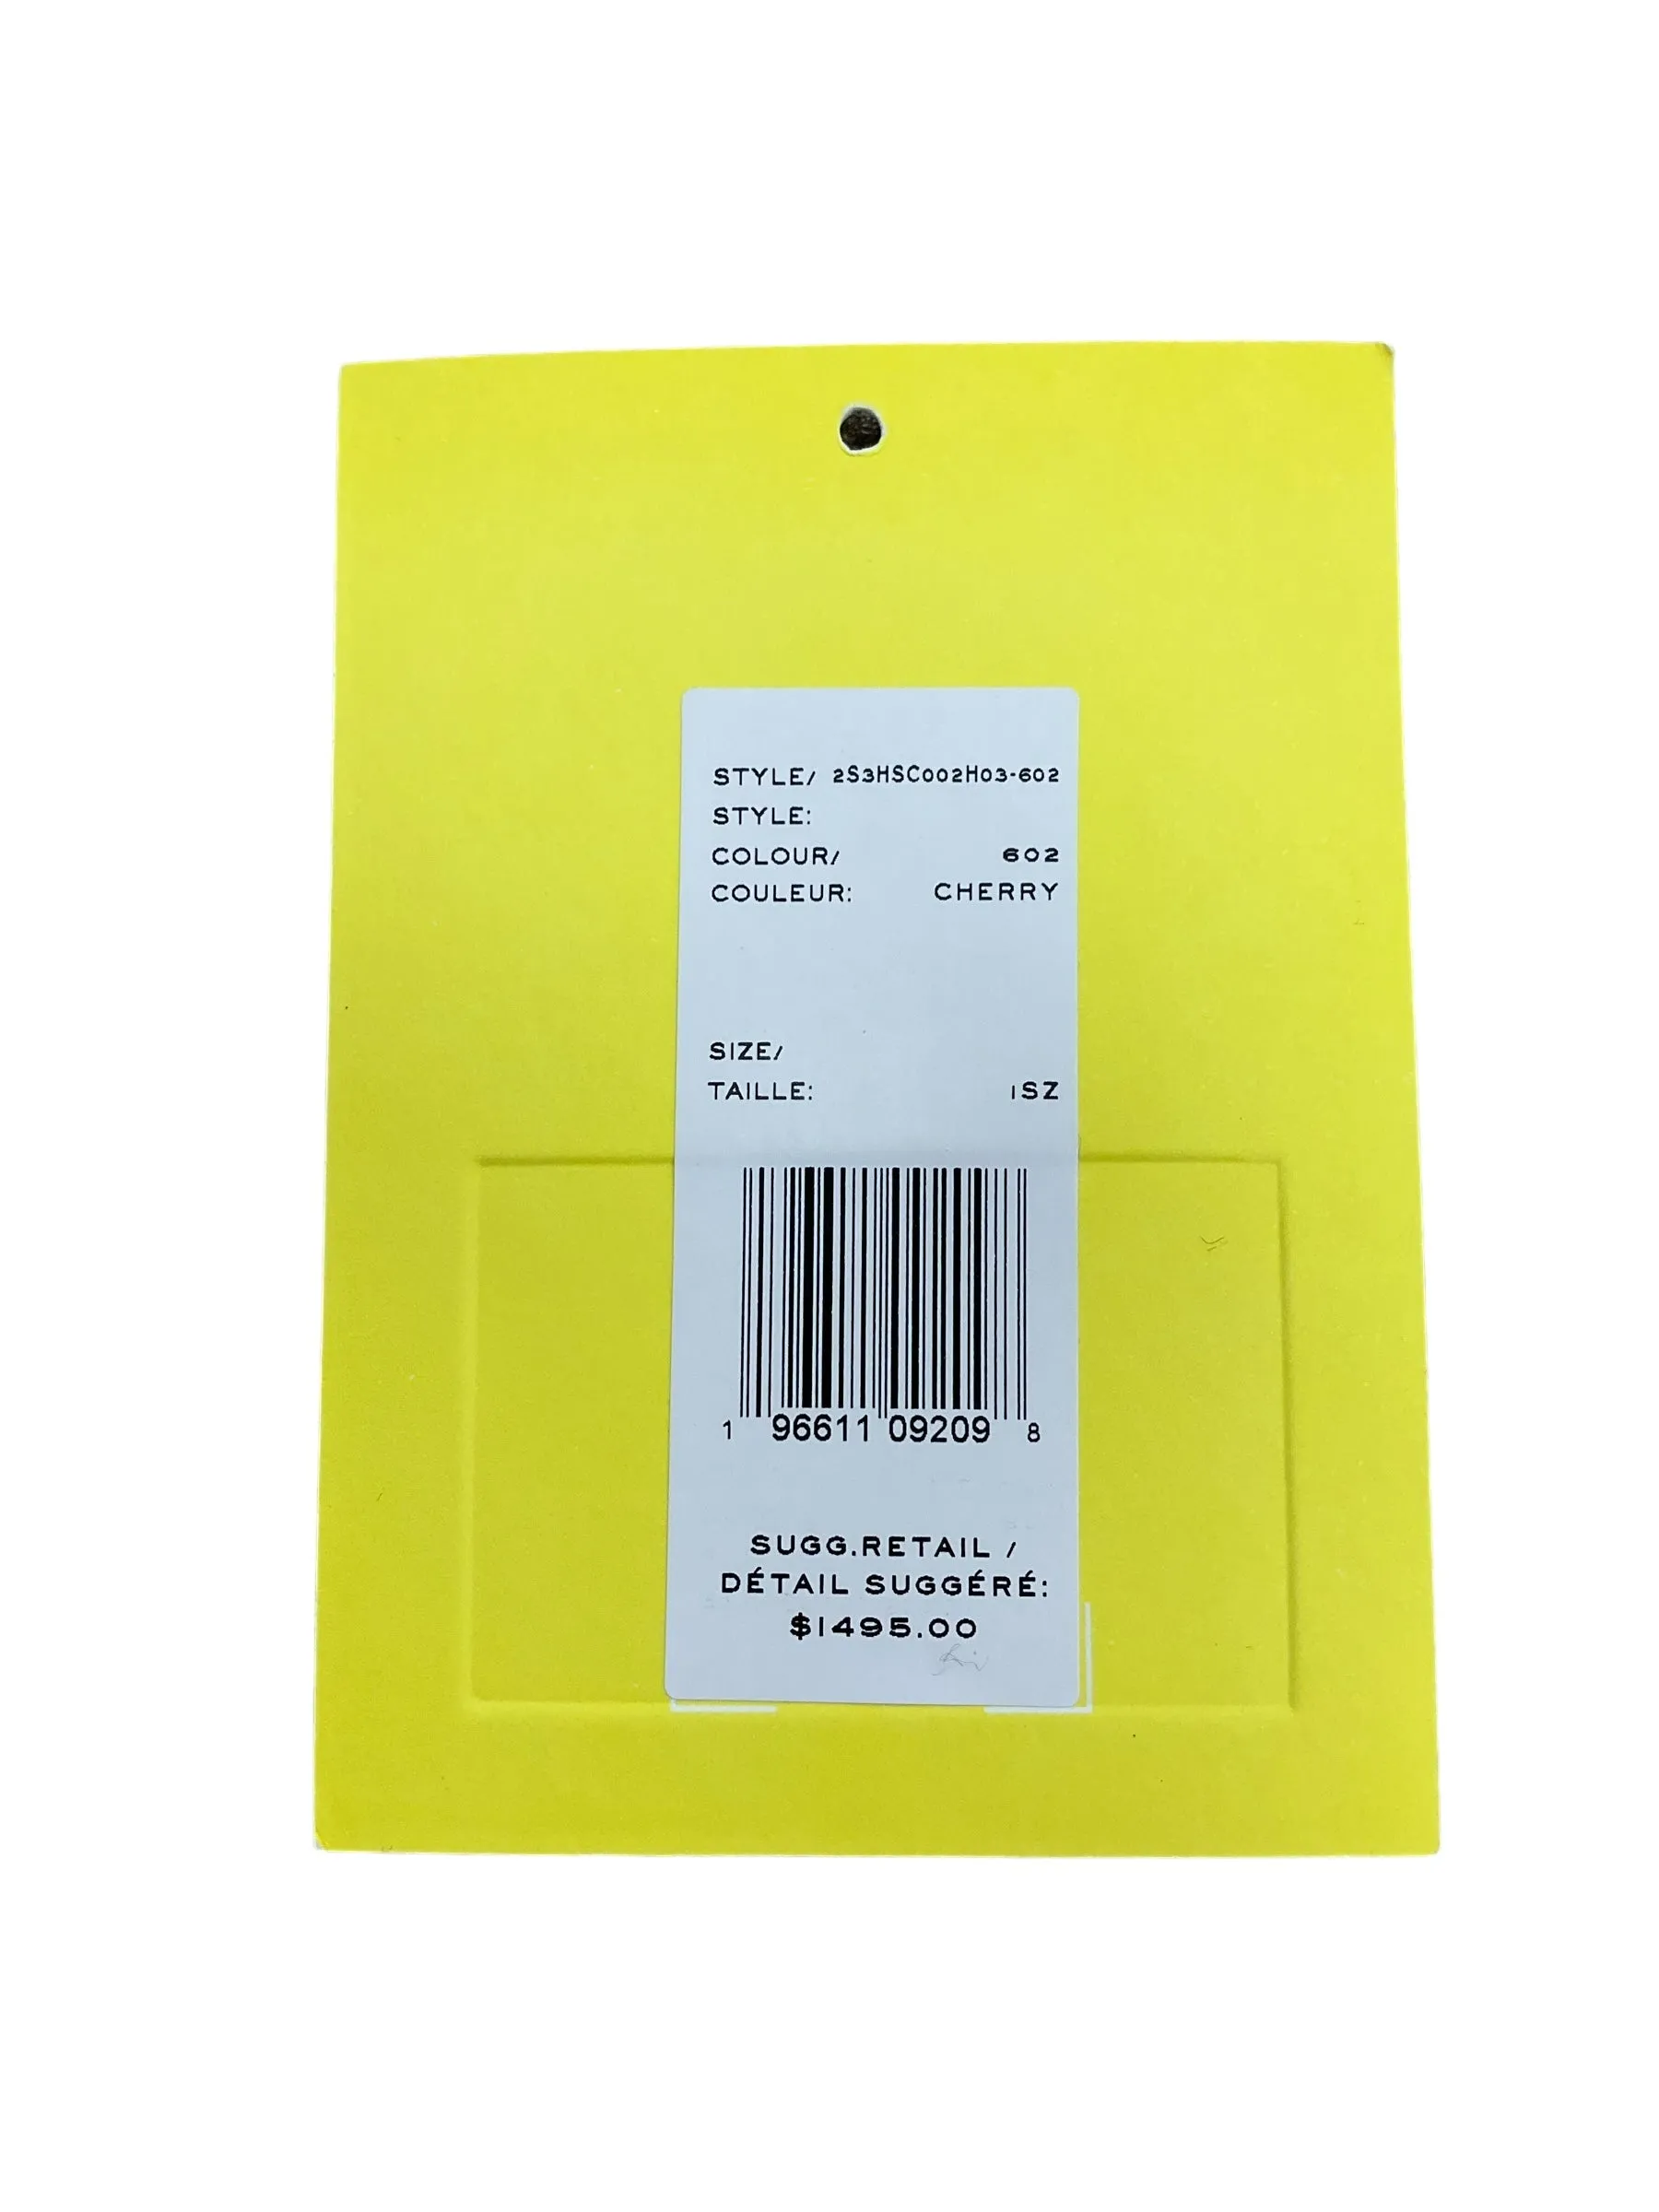 STYLE/ 2S3HSC002H03-602
STYLE:
COLOUR/ 602
COULEUR: CHERRY
SIZE/
TAILLE: 1SZ
1 96611 09209 8
SUGG.RETAIL /
DÉTAIL SUGGÉRÉ:
$1495.00